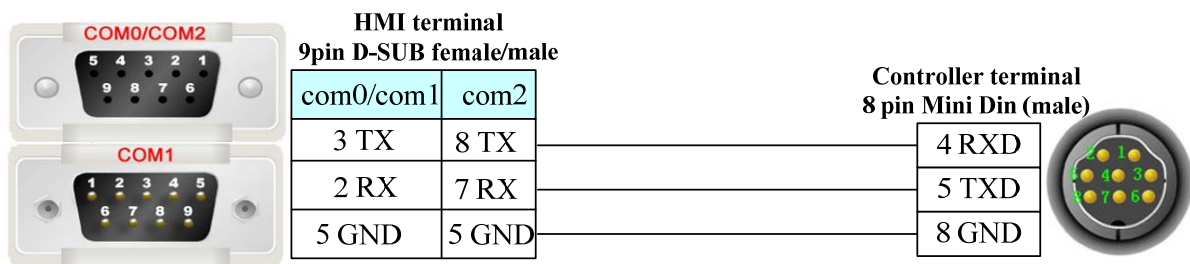 COM0/COM2
5 4 3 2 1
9 8 7 6
COM1
1 2 3 4 5
6 7 8 9
HMI terminal
9pin D-SUB female/male
com0/com1 com2
3 TX 8 TX
2 RX 7 RX
5 GND 5 GND
Controller terminal
8 pin Mini Din (male)
4 RXD
5 TXD
8 GND
2 1
4 3
7 6